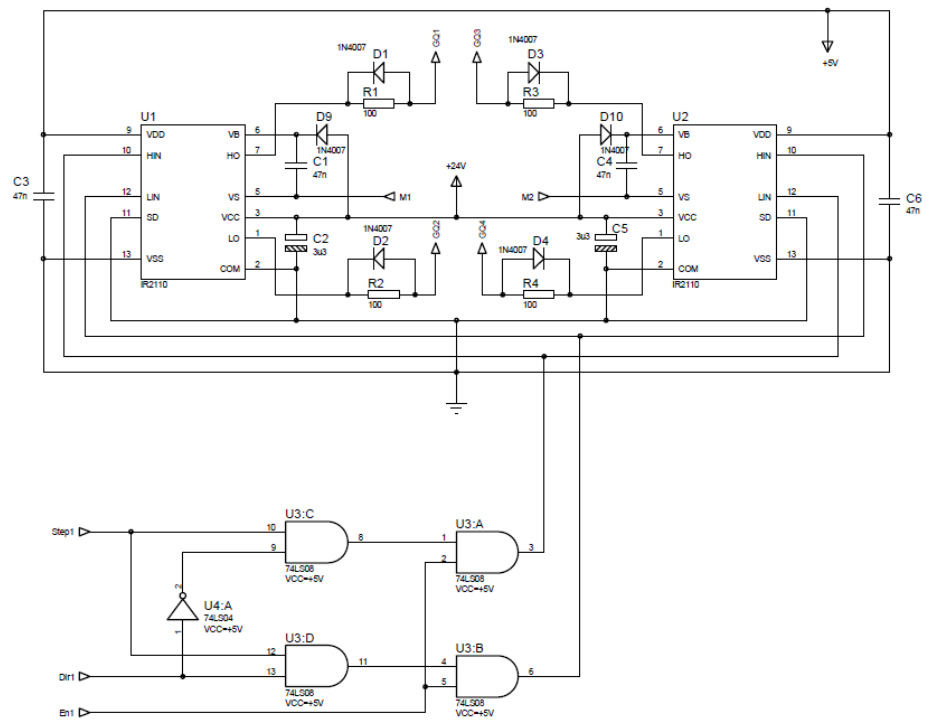 1N4007
D1
R1
100
GQ1
GQ3
1N4007
D3
R3
100
+5V
U1
9
VDD
10
HIN
12
LIN
11
SD
13
VSS
VB
6
HO
7
VS
5
VCC
3
LO
1
COM
2
IR2110
D9
1N4007
C1
47n
M1
C2
3u3
1N4007
D2
R2
100
GQ2
+24V
GQ4
1N4007
D4
R4
100
D10
1N4007
C4
47n
M2
C5
3u3
U2
6
VB
7
HO
5
VS
3
VCC
1
LO
2
COM
VDD
9
HIN
10
LIN
12
SD
11
VSS
13
IR2110
C3
47n
C6
47n
Step1
Dir1
En1
U3:C
10
9
8
74LS08
VCC=+5V
U3:A
1
2
3
74LS08
VCC=+5V
2
U4:A
74LS04
VCC=+5V
1
U3:D
12
13
11
74LS08
VCC=+5V
U3:B
4
5
6
74LS08
VCC=+5V